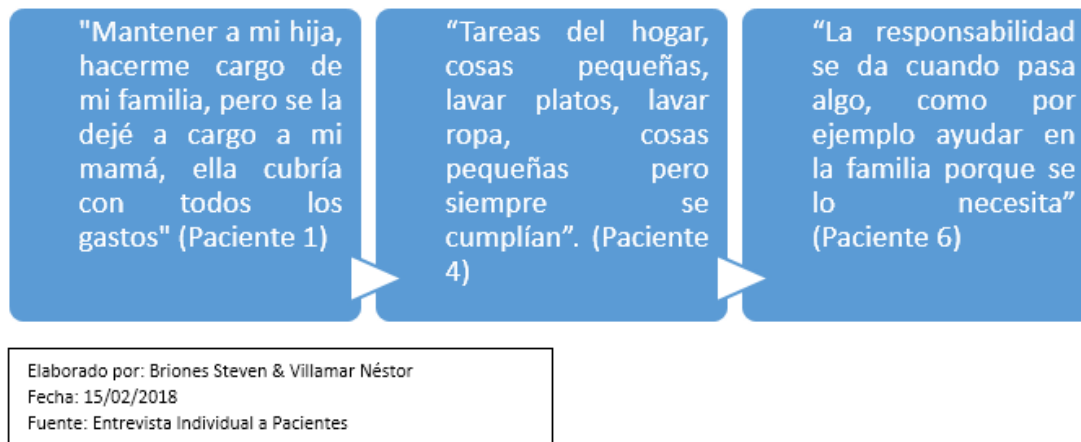 "Mantener a mi hija,
hacerme cargo de
mi familia, pero se la
dejé a cargo a mi
mamá, ella cubría
con todos los
gastos" (Paciente 1)
“Tareas del hogar,
cosas pequeñas,
lavar platos, lavar
ropa, cosas
pequeñas pero
siempre se
cumplían”. (Paciente
4)
“La responsabilidad
se da cuando pasa
algo, como por
ejemplo ayudar en
la familia porque se
lo necesita”
(Paciente 6)
Elaborado por: Briones Steven & Villamar Néstor
Fecha: 15/02/2018
Fuente: Entrevista Individual a Pacientes